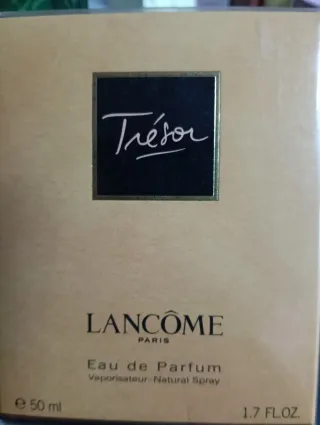 Trésor
LANCÔME
PARIS
Eau de Parfum
Vaporisateur-Natural Spray
℮ 50 ml
1.7 FL.OZ.